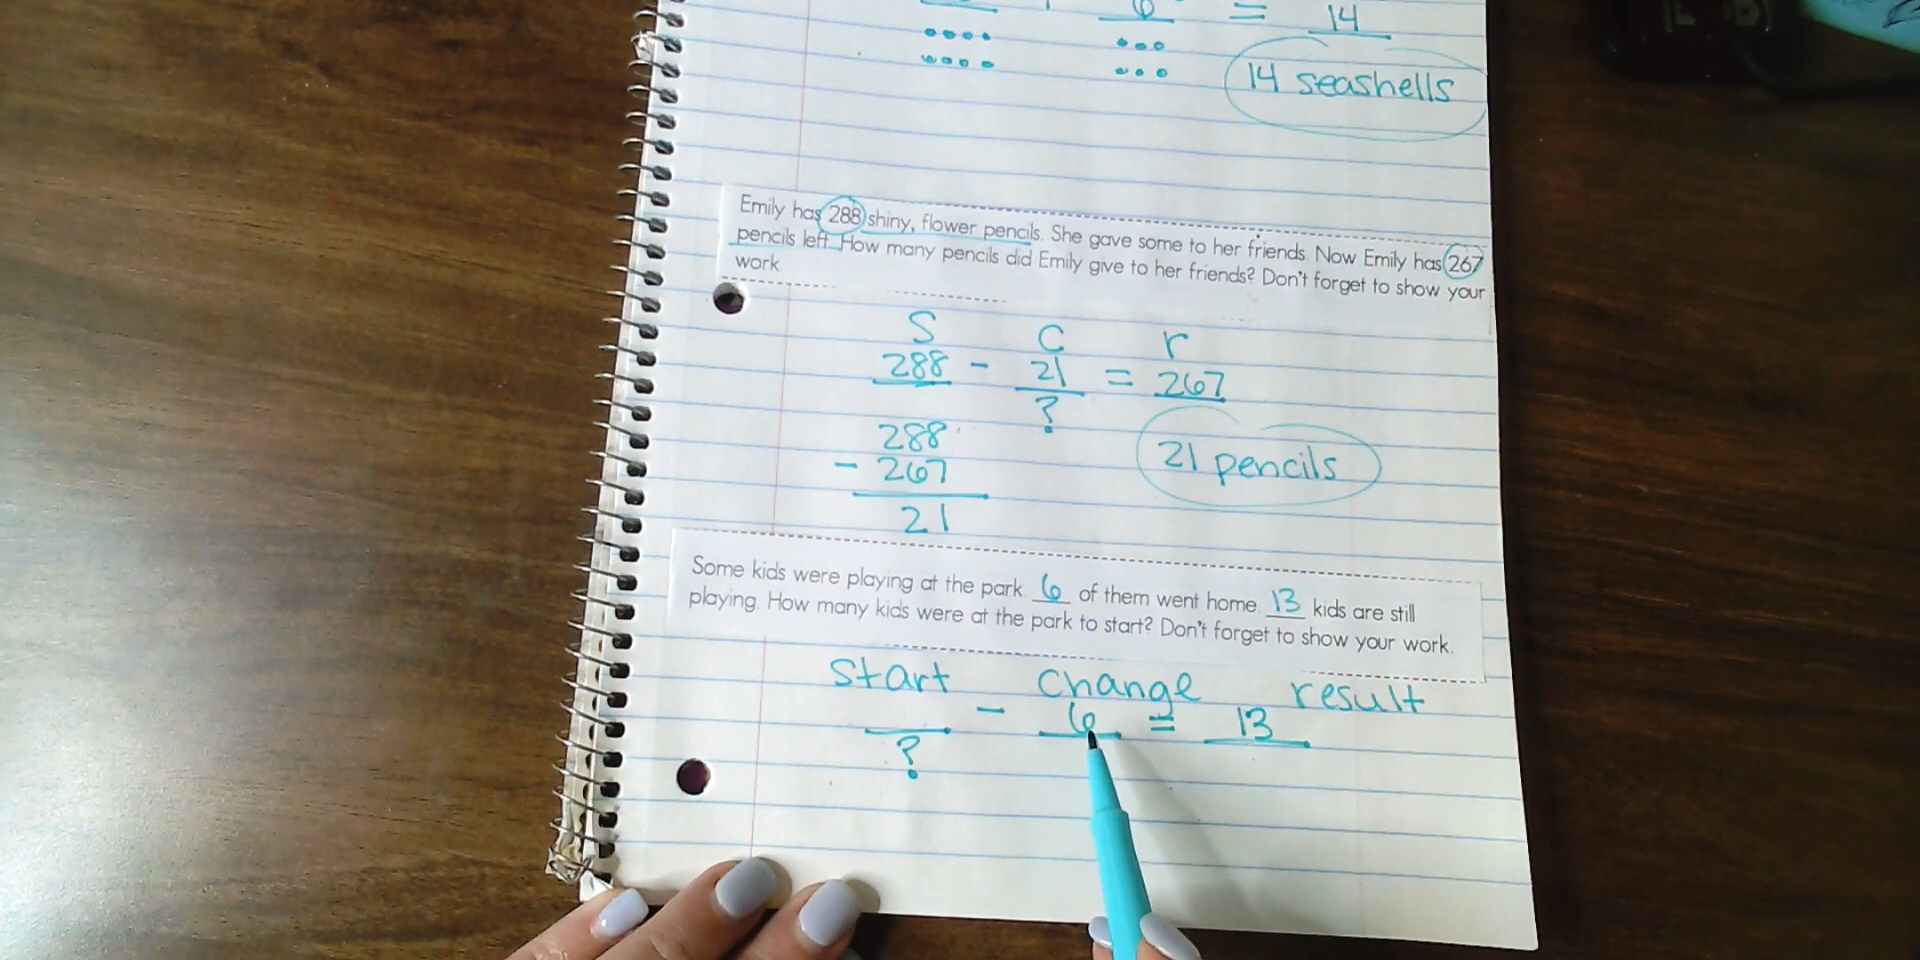 6 = 14
14 seashells
Emily has 288 shiny, flower pencils. She gave some to her friends. Now Emily has 267
pencils left. How many pencils did Emily give to her friends? Don't forget to show your
work.
S C r
288 - 21 = 267
?
288
- 267
21
21 pencils
Some kids were playing at the park. 6 of them went home. 13 kids are still
playing. How many kids were at the park to start? Don't forget to show your work.
start change result
- 6 = 13
?